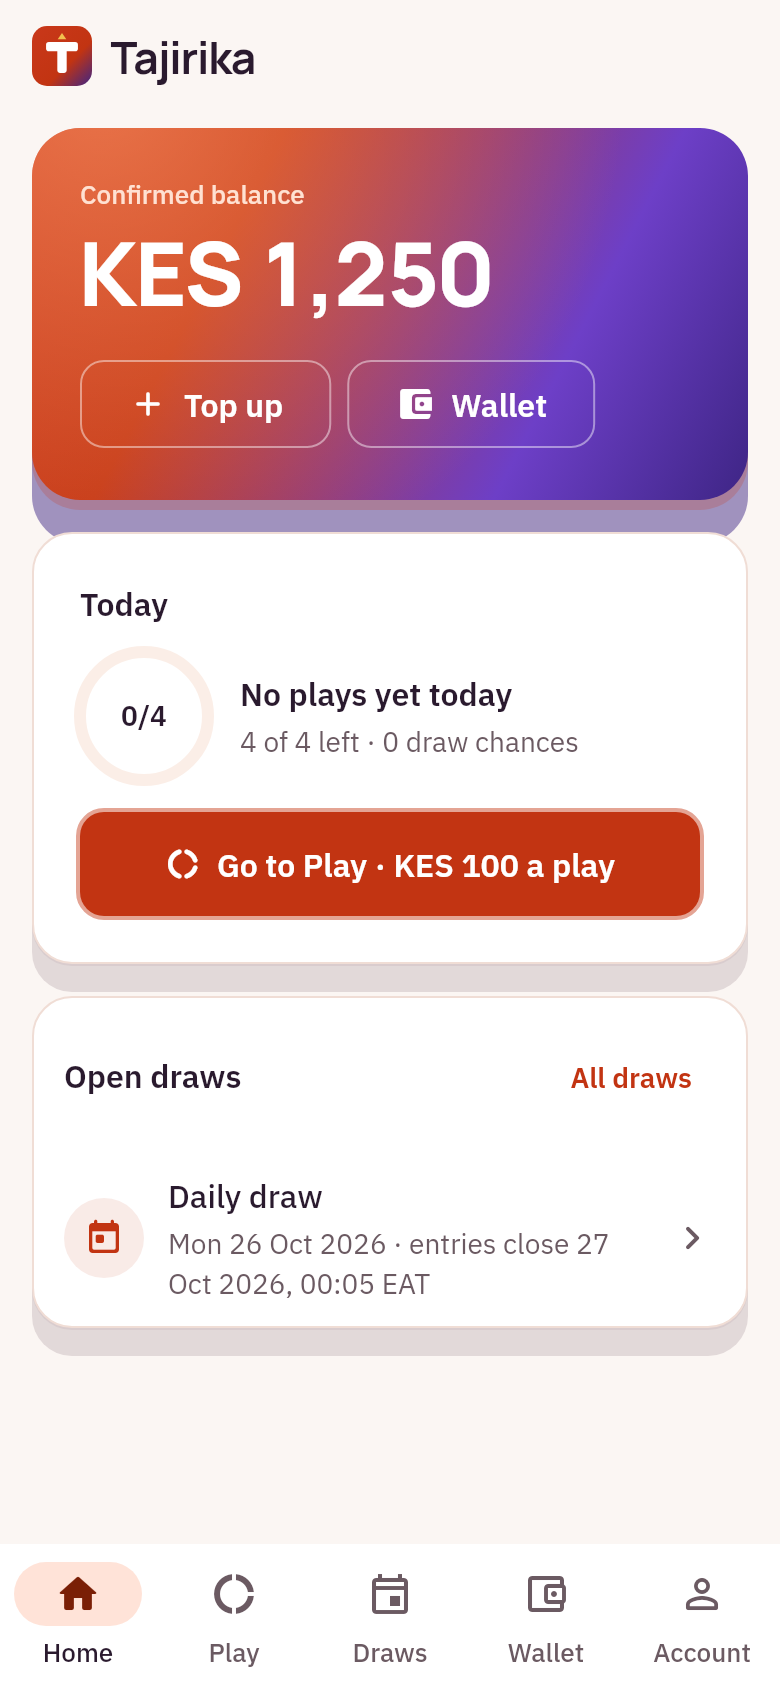 Tajirika
Confirmed balance
KES 1,250
Top up
Wallet
Today
0/4
No plays yet today
4 of 4 left · 0 draw chances
Go to Play · KES 100 a play
Open draws
All draws
Daily draw
Mon 26 Oct 2026 · entries close 27
Oct 2026, 00:05 EAT
Home
Play
Draws
Wallet
Account